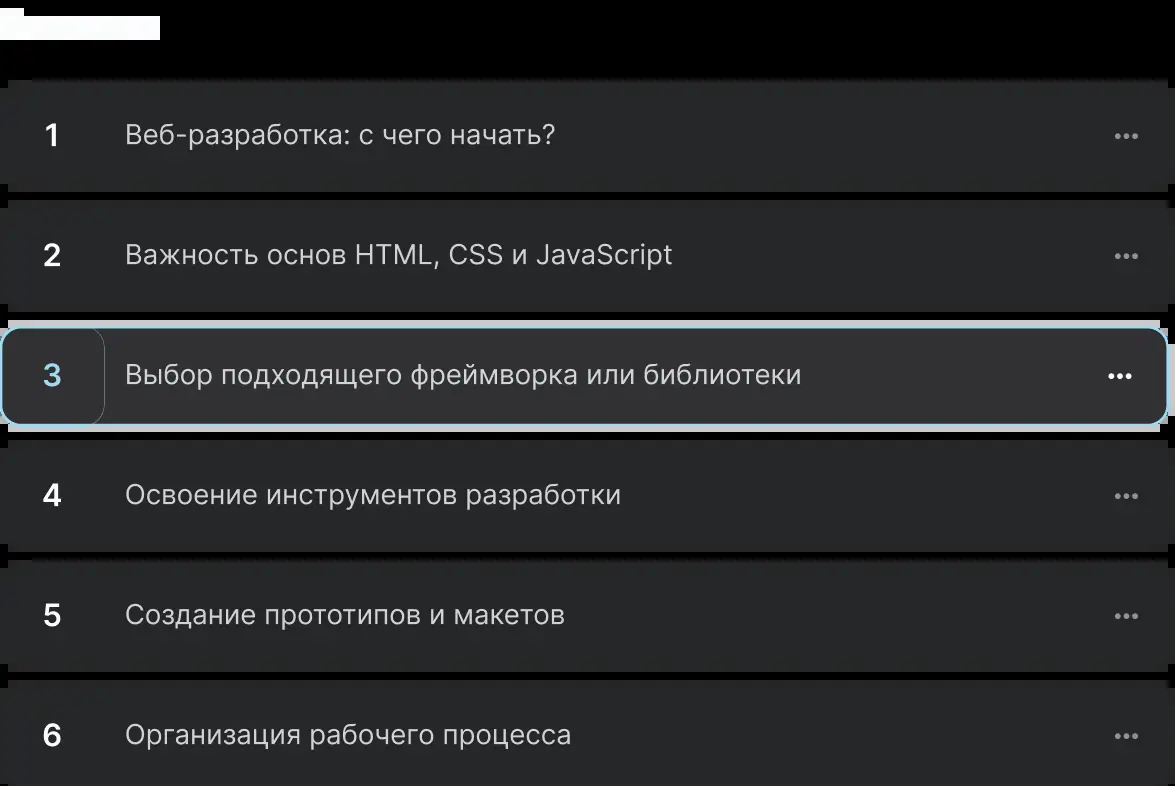 1 Веб-разработка: с чего начать?
2 Важность основ HTML, CSS и JavaScript
3 Выбор подходящего фреймворка или библиотеки
4 Освоение инструментов разработки
5 Создание прототипов и макетов
6 Организация рабочего процесса